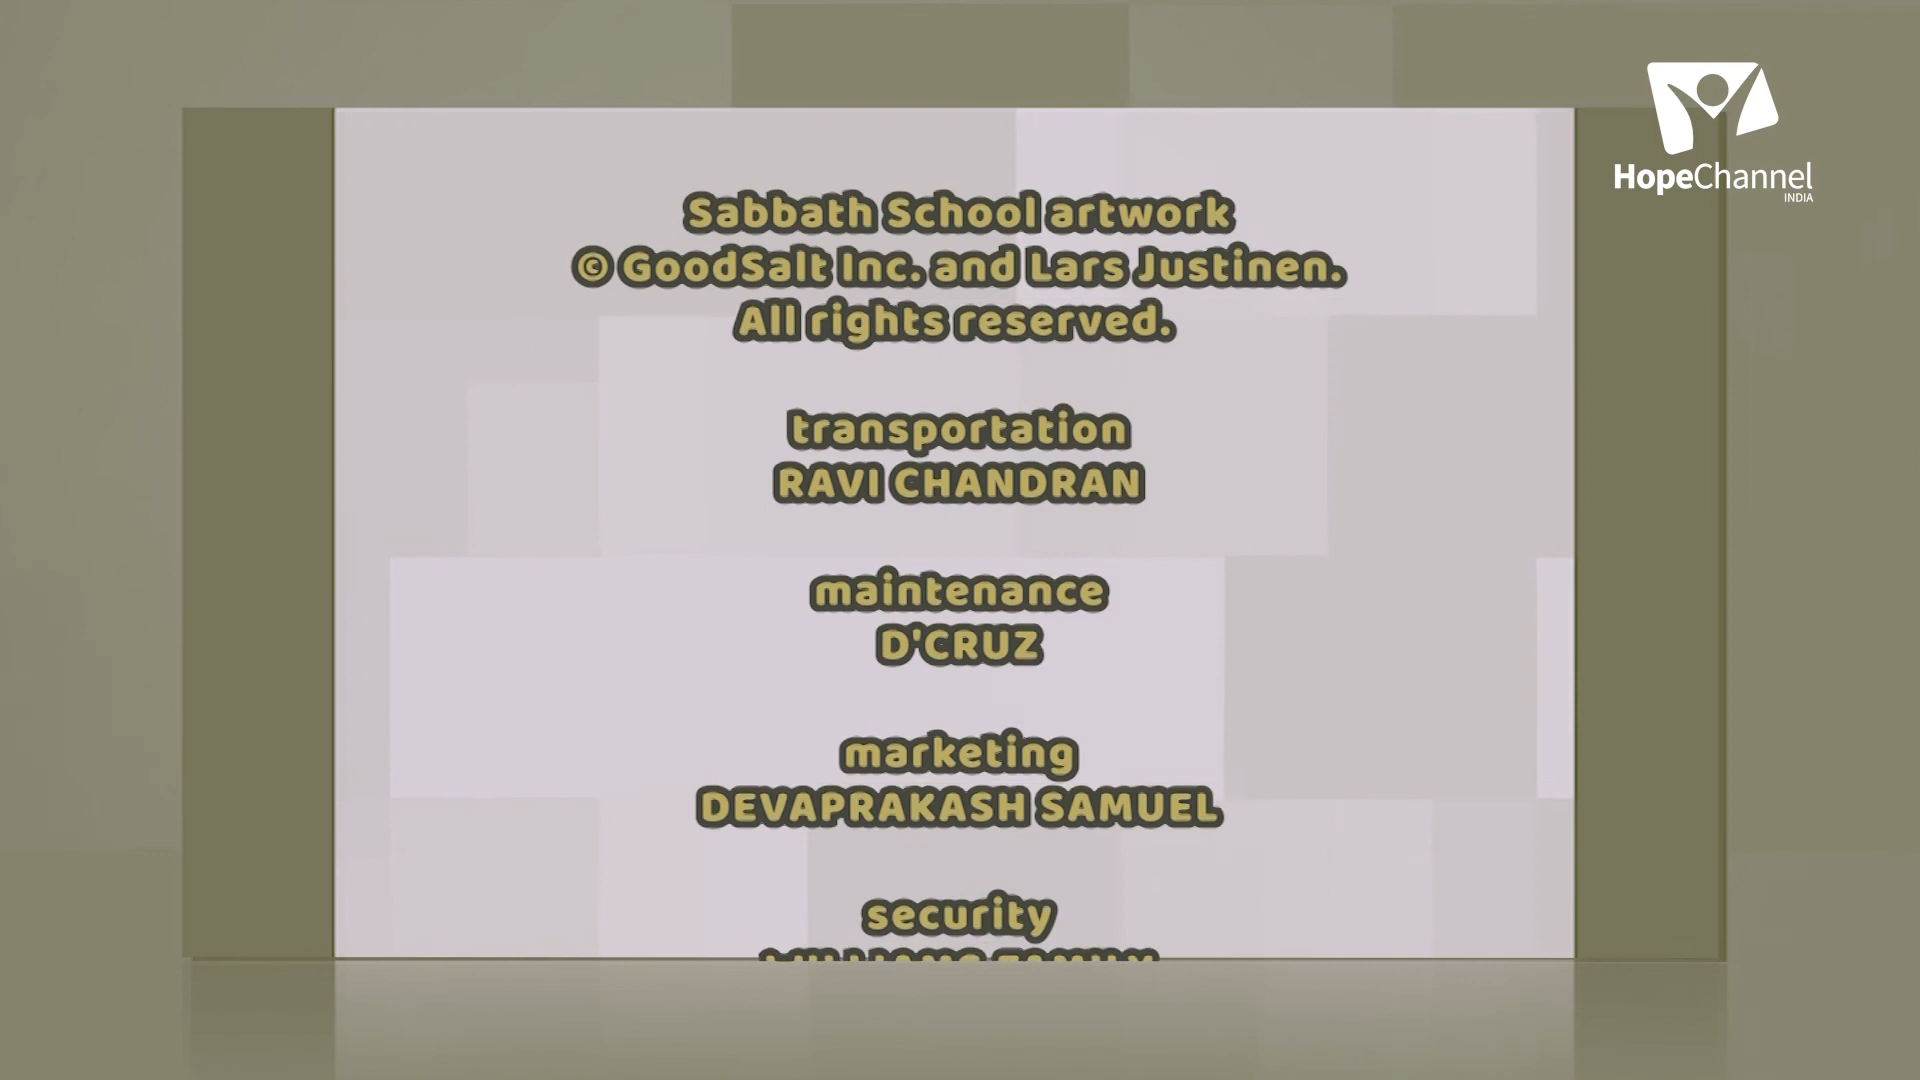 HopeChannel
INDIA
Sabbath School artwork
© GoodSalt Inc. and Lars Justinen.
All rights reserved.
transportation
RAVI CHANDRAN
maintenance
D'CRUZ
marketing
DEVAPRAKASH SAMUEL
security